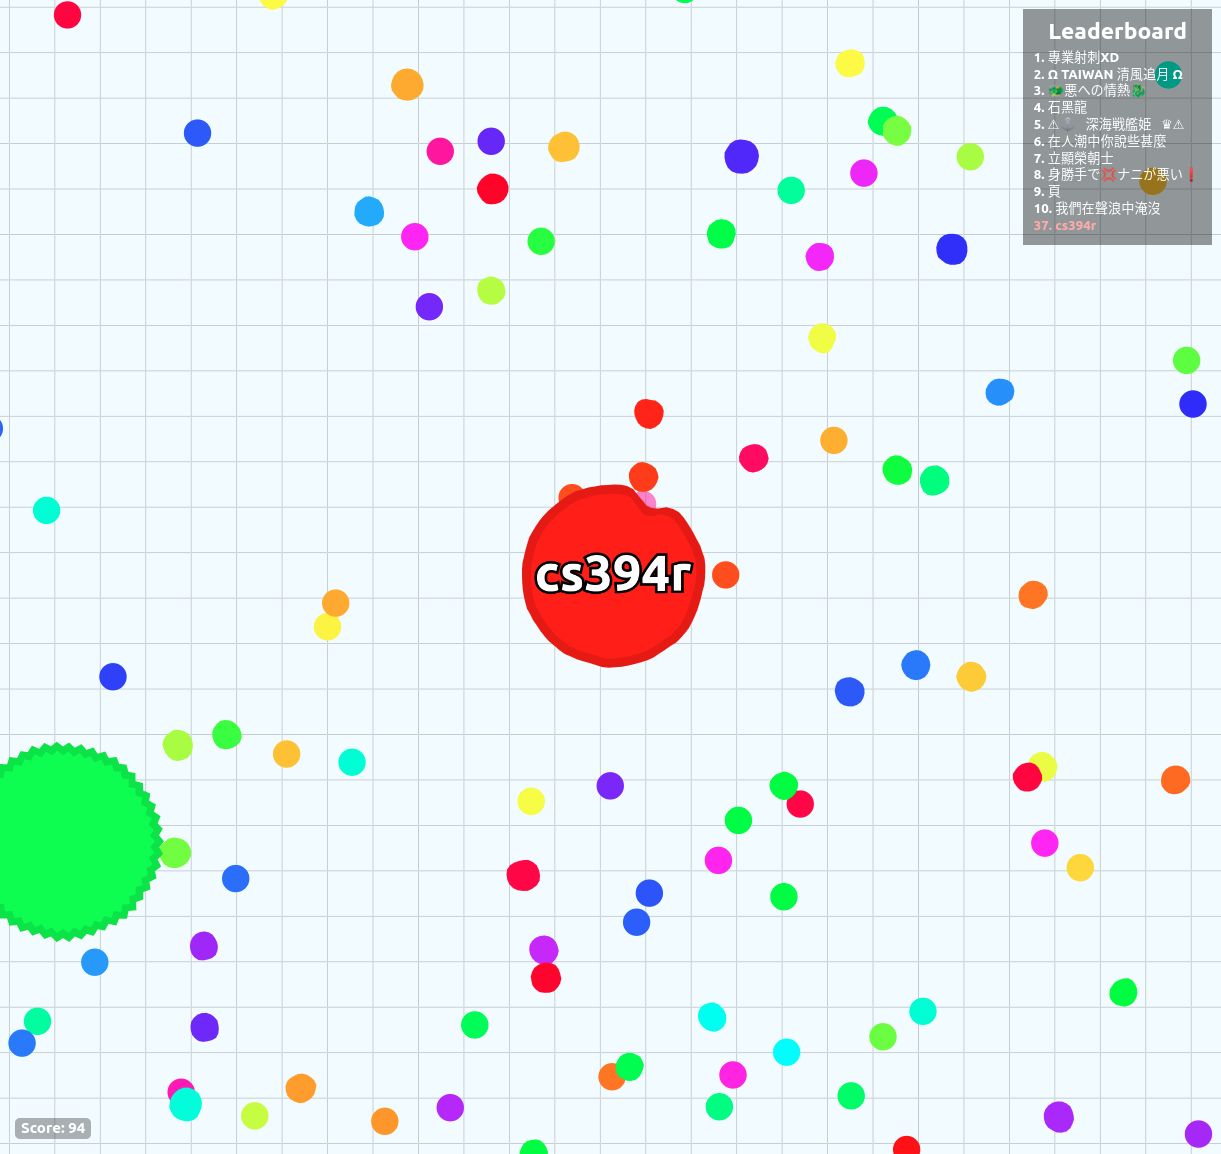 Leaderboard
1. 專業射刺XD
2. Ω TAIWAN 清風追月 Ω
3. 🐲悪への情熱🐉
4. 石黑龍
5. ⚠⚓ 深海戦艦姫 ♛⚠
6. 在人潮中你說些甚麼
7. 立顯榮朝士
8. 身勝手で💢ナニが悪い❗
9. 頁
10. 我們在聲浪中淹沒
37. cs394r
cs394r
Score: 94